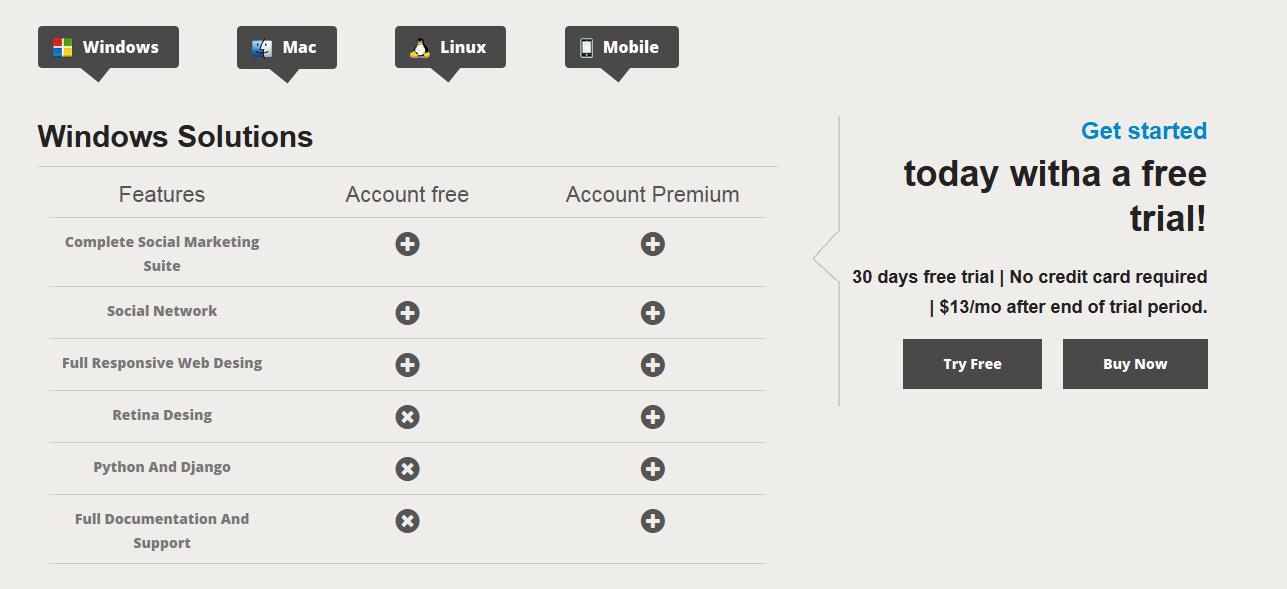 Windows
Mac
Linux
Mobile
Windows Solutions
Features
Account free
Account Premium
Complete Social Marketing
Suite
Social Network
Full Responsive Web Desing
Retina Desing
Python And Django
Full Documentation And
Support
Get started
today witha a free
trial!
30 days free trial | No credit card required
| $13/mo after end of trial period.
Try Free
Buy Now